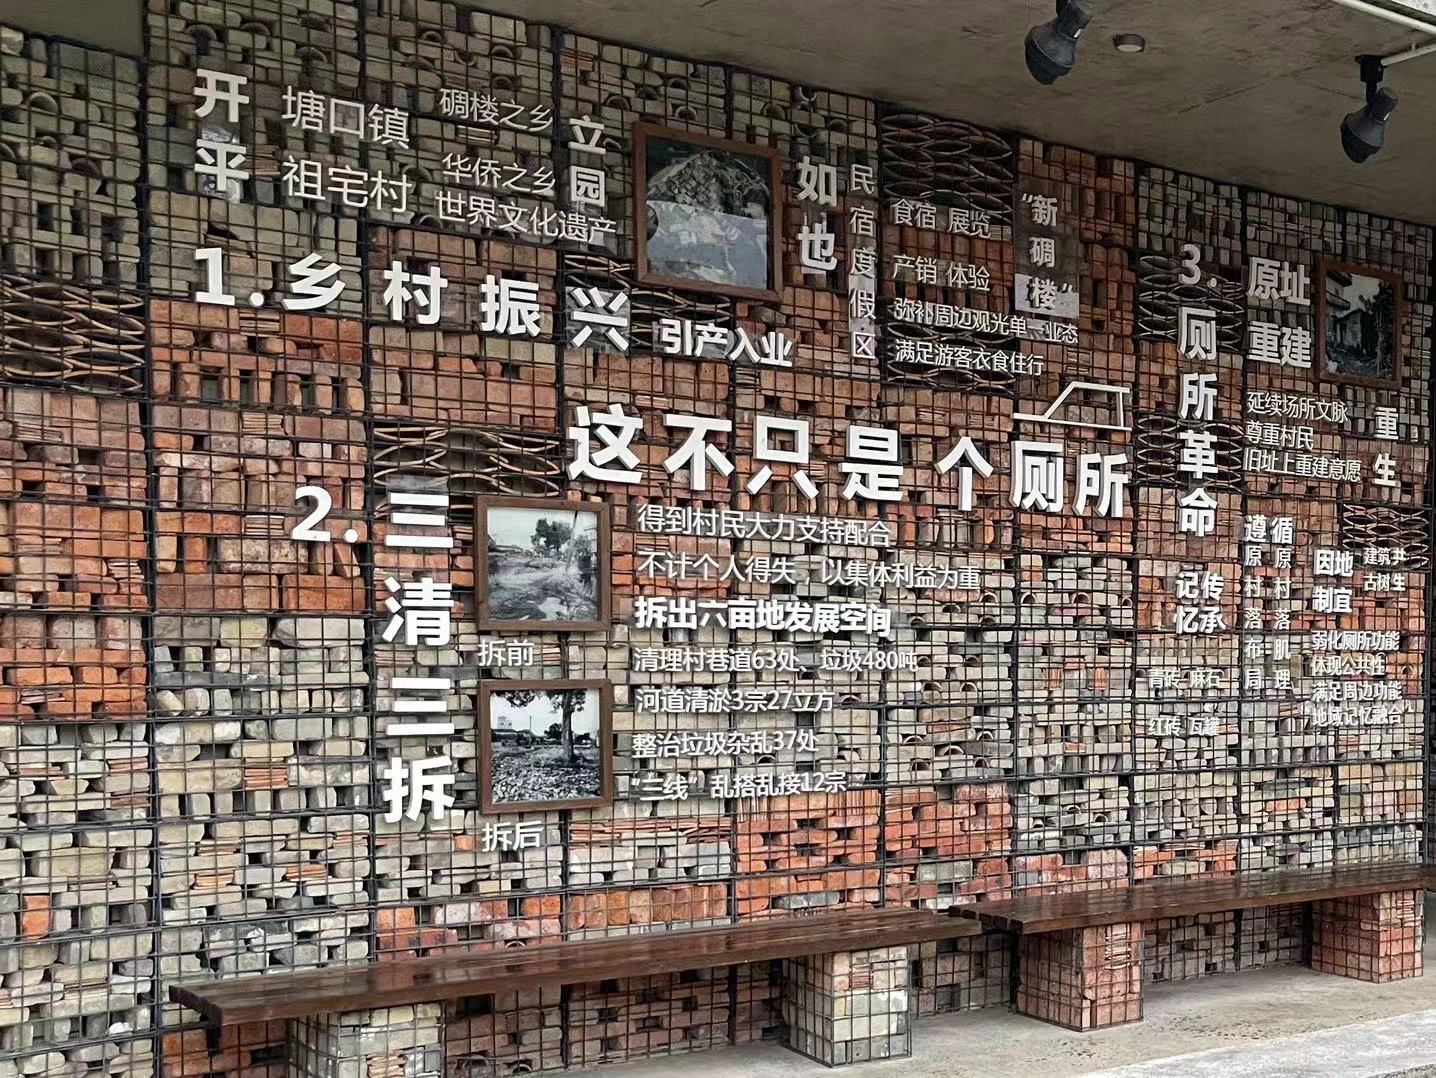 开平
塘口镇
祖宅村
碉楼之乡
华侨之乡
世界文化遗产
立园
如也
民宿度假区
食宿 展览
产销 体验
弥补周边观光单一业态
满足游客衣食住行
“新碉楼”
1.乡村振兴
引产入业
这不只是个厕所
2.三清三拆
拆前
拆后
得到村民大力支持配合
不计个人得失，以集体利益为重
拆出六亩地发展空间
清理村巷道63处、垃圾480吨
河道清淤3宗27立方
整治垃圾杂乱37处
“三线”乱搭乱接12宗
3.厕所革命
原址
重建
延续场所文脉
尊重村民
旧址上重建意愿
重生
记忆
传承
青砖 麻石
红砖 瓦罐
遵循
原村落布局
原村落肌理
因地
制宜
建筑共
古树生
弱化厕所功能
体现公共性
满足周边功能
“地域记忆融合”